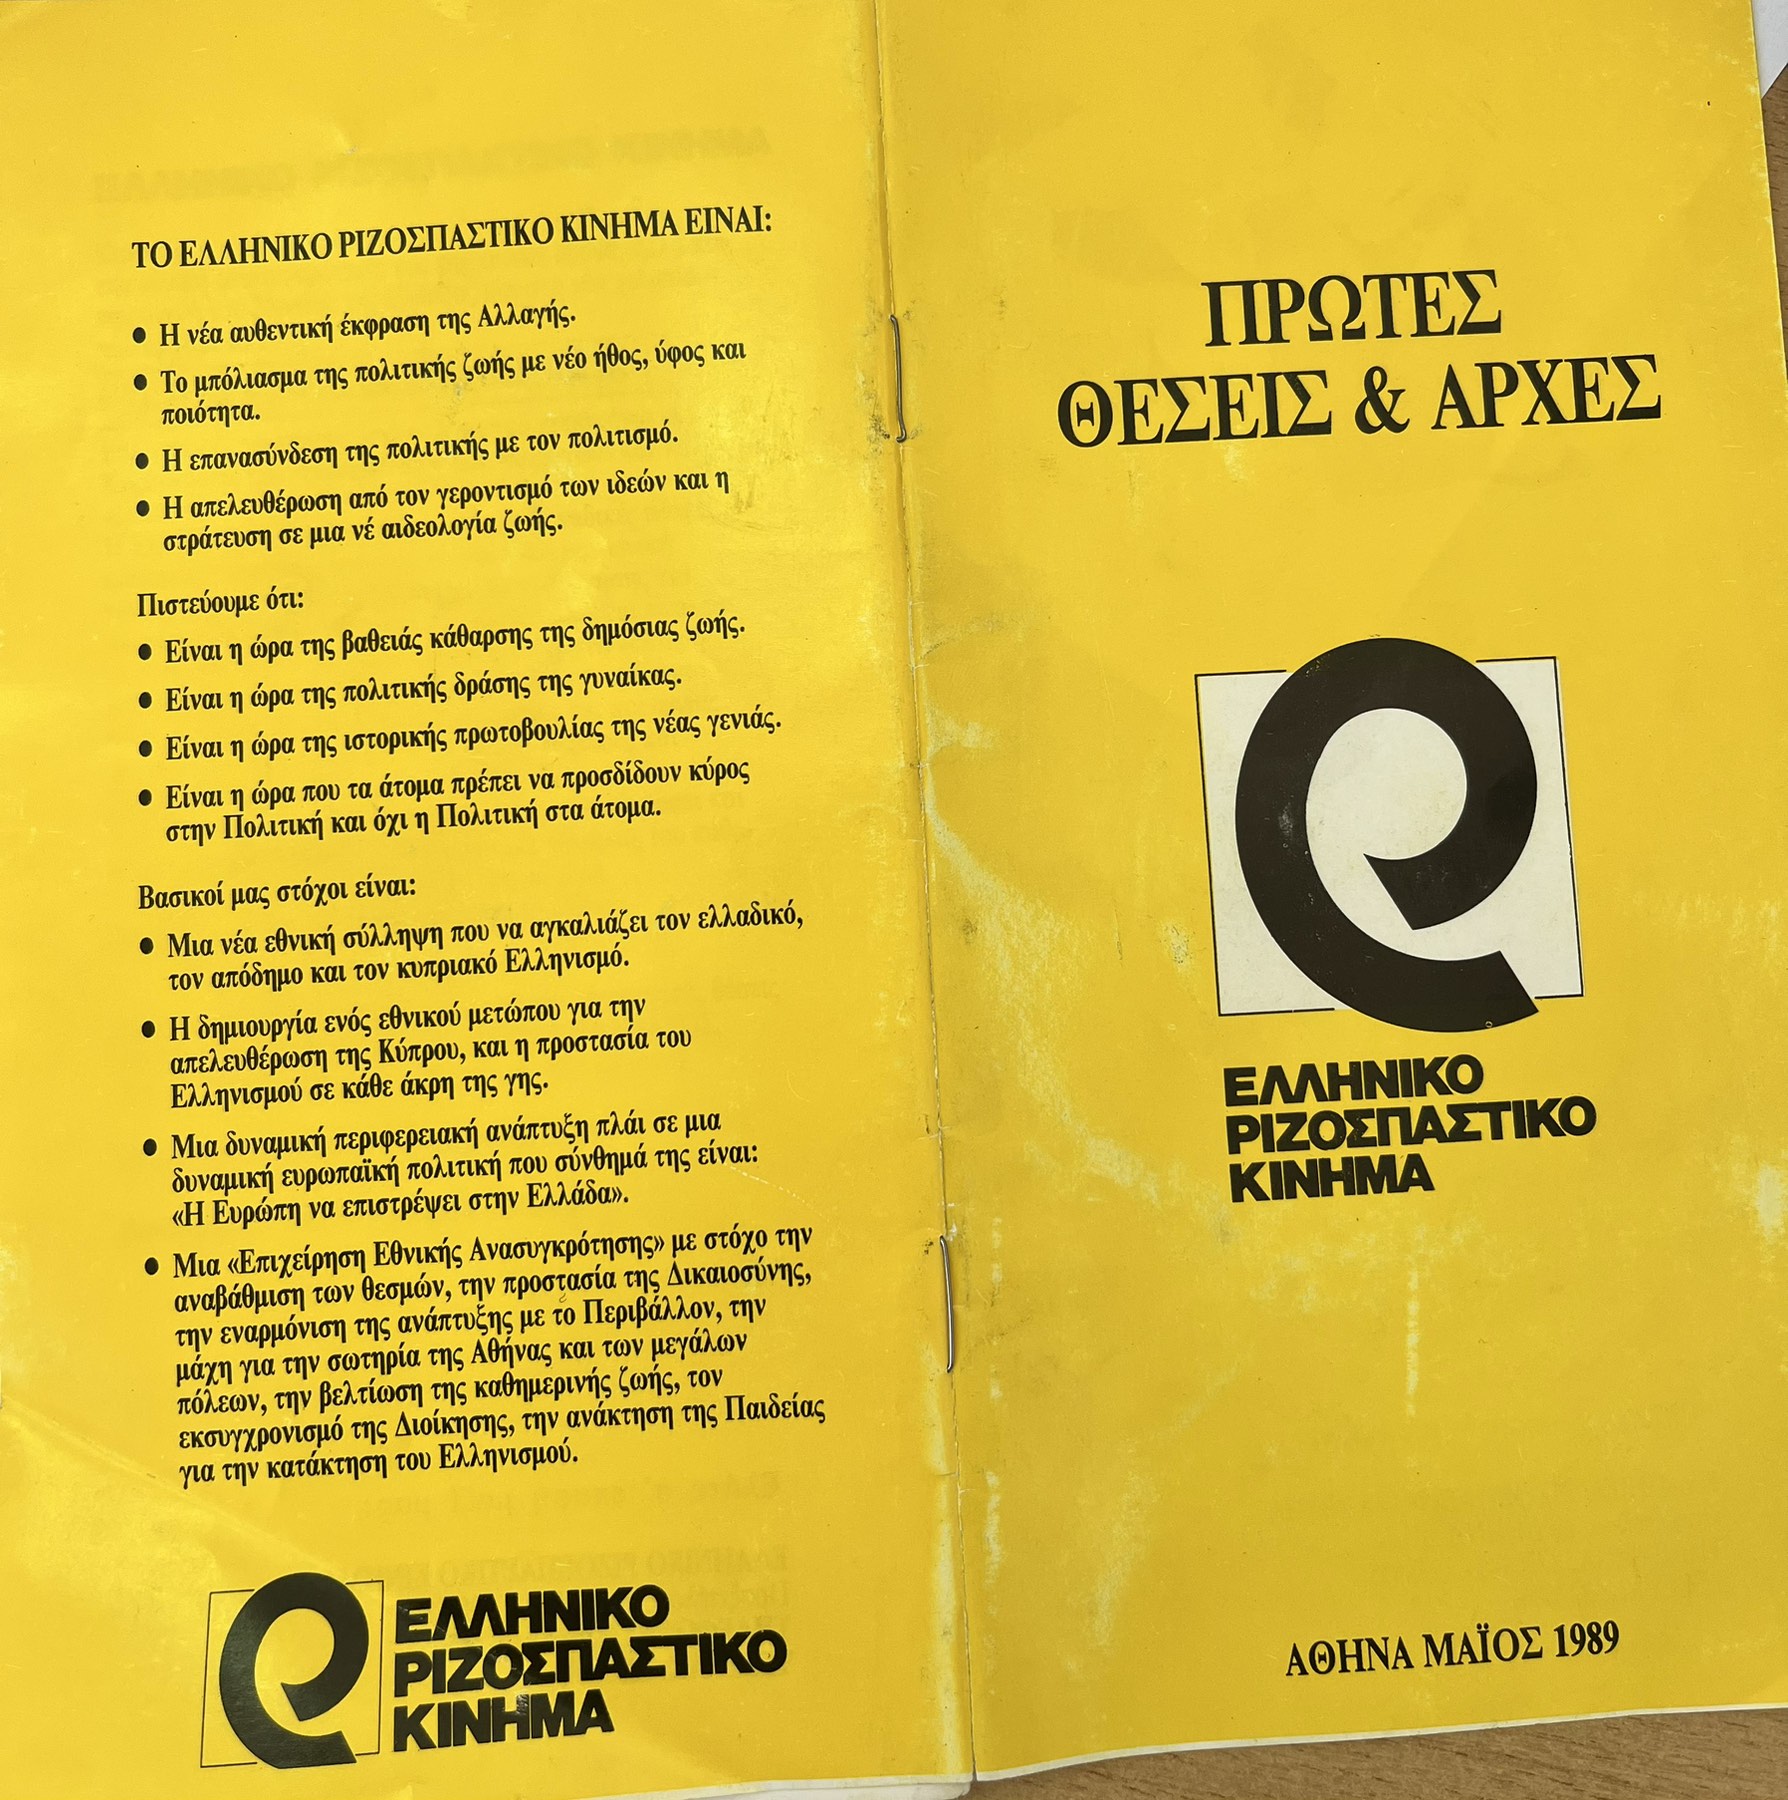 ΤΟ ΕΛΛΗΝΙΚΟ ΡΙΖΟΣΠΑΣΤΙΚΟ ΚΙΝΗΜΑ ΕΙΝΑΙ:
● Η νέα αυθεντική έκφραση της Αλλαγής.
● Το μπόλιασμα της πολιτικής ζωής με νέο ήθος, ύφος και
ποιότητα.
● Η επανασύνδεση της πολιτικής με τον πολιτισμό.
● Η απελευθέρωση από τον γεροντισμό των ιδεών και η
στράτευση σε μια νέ αιδεολογία ζωής.
Πιστεύουμε ότι:
● Είναι η ώρα της βαθειάς κάθαρσης της δημόσιας ζωής.
● Είναι η ώρα της πολιτικής δράσης της γυναίκας.
● Είναι η ώρα της ιστορικής πρωτοβουλίας της νέας γενιάς.
● Είναι η ώρα που τα άτομα πρέπει να προσδίδουν κύρος
στην Πολιτική και όχι η Πολιτική στα άτομα.
Βασικοί μας στόχοι είναι:
● Μια νέα εθνική σύλληψη που να αγκαλιάζει τον ελλαδικό,
τον απόδημο και τον κυπριακό Ελληνισμό.
● Η δημιουργία ενός εθνικού μετώπου για την
απελευθέρωση της Κύπρου, και η προστασία του
Ελληνισμού σε κάθε άκρη της γης.
● Μια δυναμική περιφερειακή ανάπτυξη πλάι σε μια
δυναμική ευρωπαϊκή πολιτική που σύνθημά της είναι:
«Η Ευρώπη να επιστρέψει στην Ελλάδα».
● Μια «Επιχείρηση Εθνικής Ανασυγκρότησης» με στόχο την
αναβάθμιση των θεσμών, την προστασία της Δικαιοσύνης,
την εναρμόνιση της ανάπτυξης με το Περιβάλλον, την
μάχη για την σωτηρία της Αθήνας και των μεγάλων
πόλεων, την βελτίωση της καθημερινής ζωής, τον
εκσυγχρονισμό της Διοίκησης, την ανάκτηση της Παιδείας
για την κατάκτηση του Ελληνισμού.
ΕΛΛΗΝΙΚΟ
ΡΙΖΟΣΠΑΣΤΙΚΟ
ΚΙΝΗΜΑ
ΠΡΩΤΕΣ
ΘΕΣΕΙΣ & ΑΡΧΕΣ
ΕΛΛΗΝΙΚΟ
ΡΙΖΟΣΠΑΣΤΙΚΟ
ΚΙΝΗΜΑ
ΑΘΗΝΑ ΜΑΪΟΣ 1989